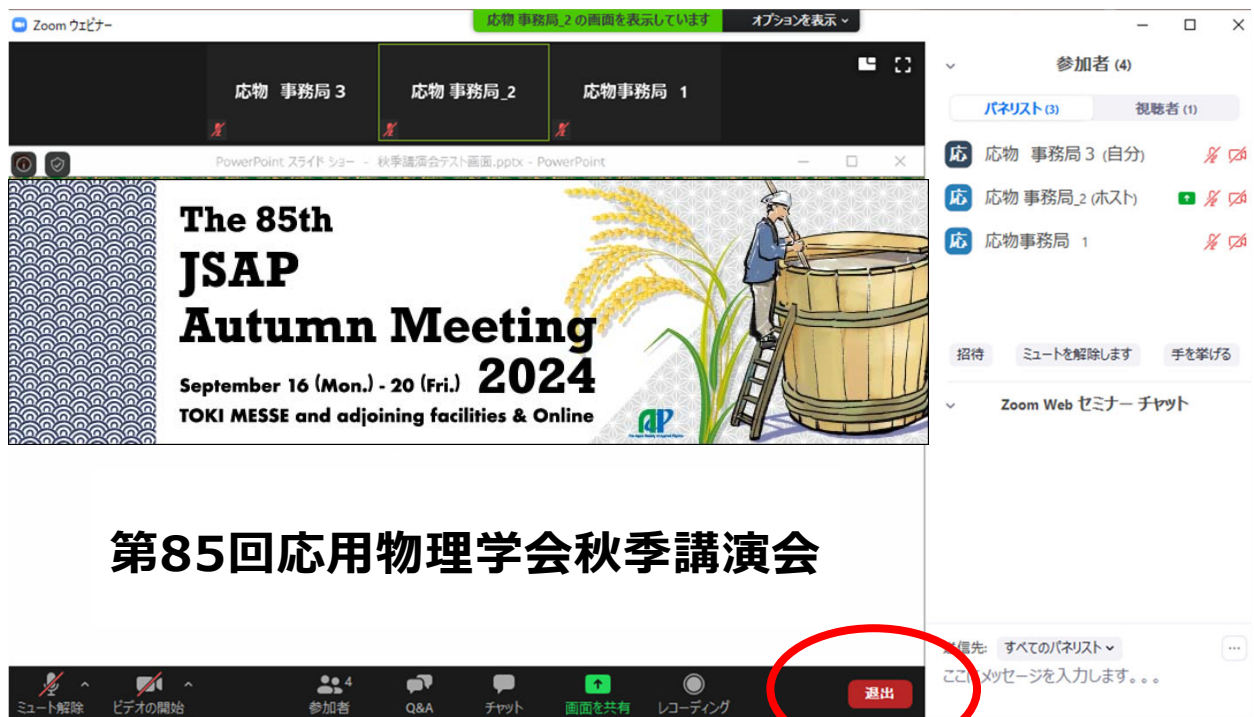 Zoom ウェビナー
応物 事務局_2 の画面を表示しています
オプションを表示
応物 事務局 3
応物 事務局_2
応物事務局 1
PowerPoint スライド ショー - 秋季講演会テスト画面.pptx - PowerPoint
The 85th
JSAP
Autumn Meeting
2024
September 16 (Mon.) - 20 (Fri.)
TOKI MESSE and adjoining facilities & Online
第85回応用物理学会秋季講演会
ミュート解除
ビデオの開始
4
参加者
Q&A
チャット
画面を共有
レコーディング
退出
参加者 (4)
パネリスト (3)
視聴者 (1)
応 応物 事務局 3 (自分)
応 応物 事務局_2 (ホスト)
応 応物事務局 1
招待
ミュートを解除します
手を挙げる
Zoom Web セミナー チャット
信先: すべてのパネリスト
ここにメッセージを入力します。。。